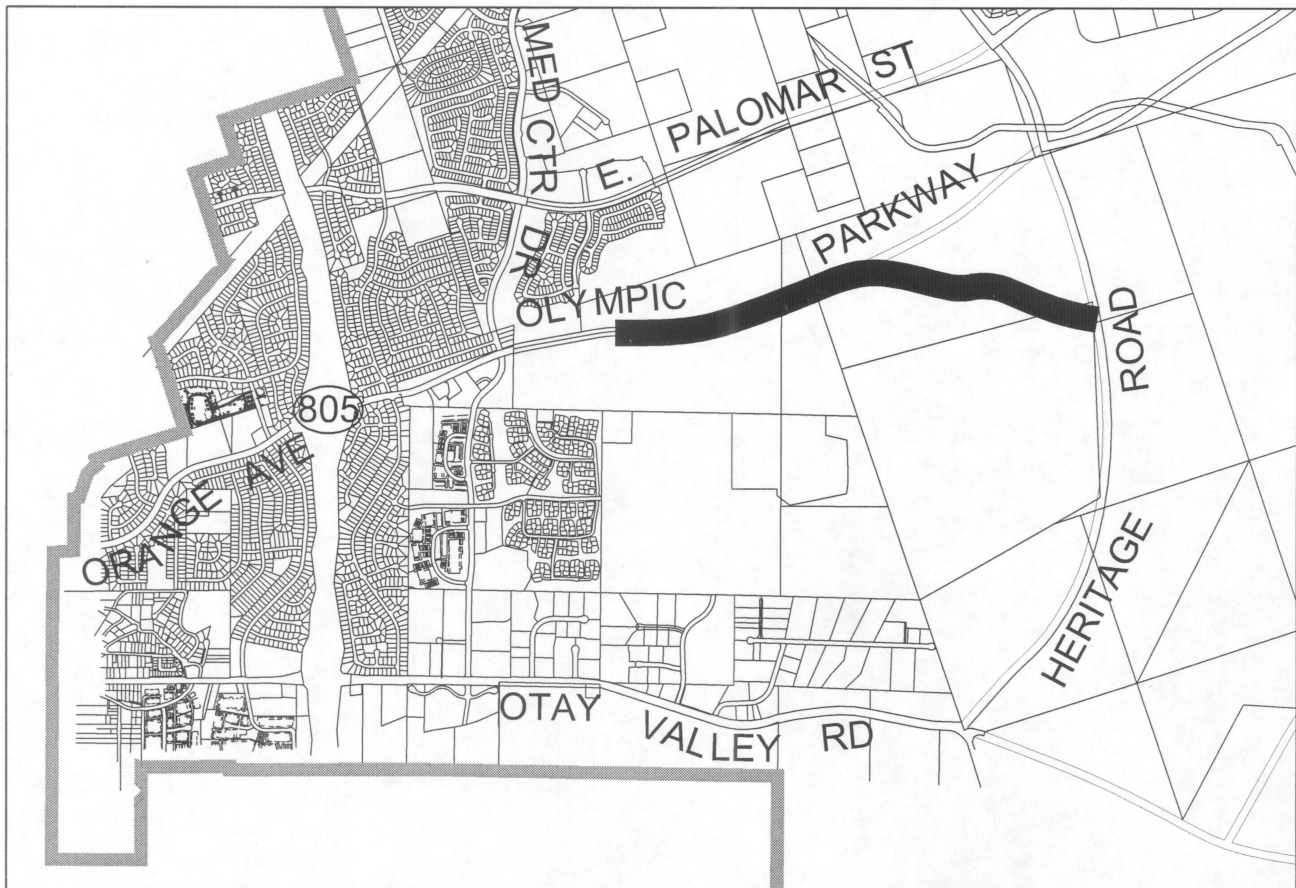 MED CTR DR
E. PALOMAR ST
OLYMPIC PARKWAY
805
ORANGE AVE
HERITAGE ROAD
OTAY VALLEY RD